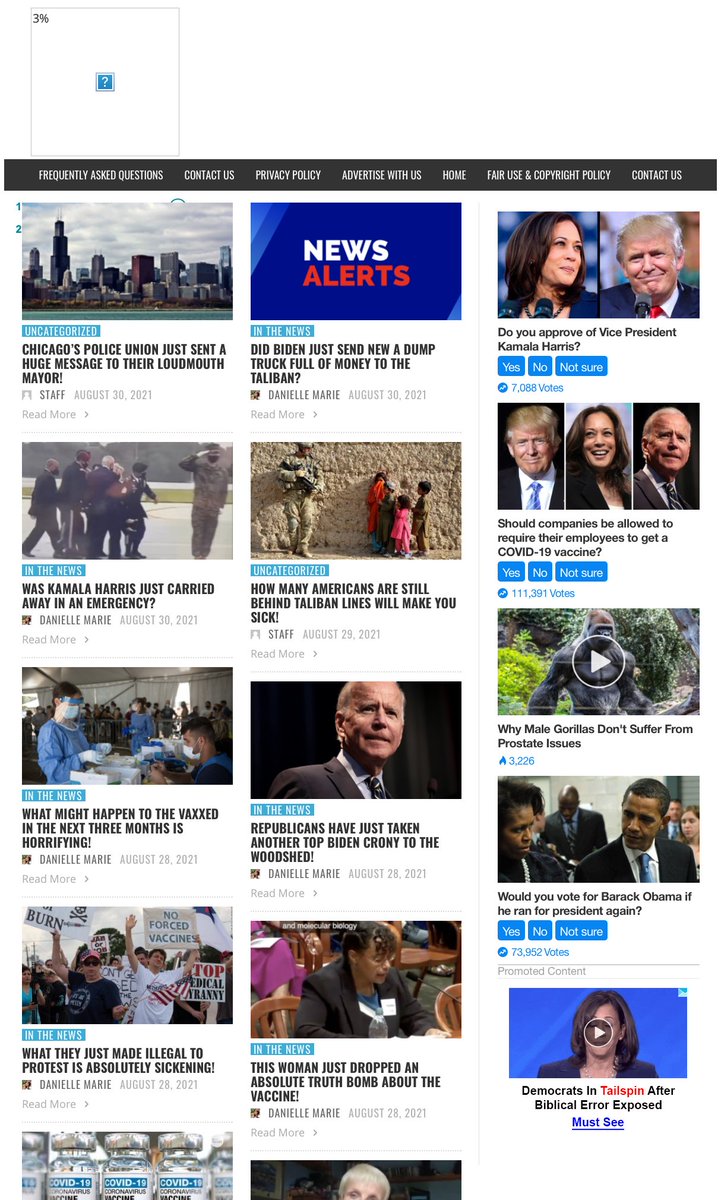 3%
FREQUENTLY ASKED QUESTIONS
CONTACT US
PRIVACY POLICY
ADVERTISE WITH US
HOME
FAIR USE & COPYRIGHT POLICY
CONTACT US
1
2
UNCATEGORIZED
CHICAGO'S POLICE UNION JUST SENT A
HUGE MESSAGE TO THEIR LOUDMOUTH
MAYOR!
STAFF AUGUST 30, 2021
Read More
IN THE NEWS
WAS KAMALA HARRIS JUST CARRIED
AWAY IN AN EMERGENCY?
DANIELLE MARIE AUGUST 30, 2021
Read More
IN THE NEWS
WHAT MIGHT HAPPEN TO THE VAXXED
IN THE NEXT THREE MONTHS IS
HORRIFYING!
DANIELLE MARIE AUGUST 28, 2021
Read More
BURN
NO
FORCED
VACCINES
STOP
MEDICAL
TYRANNY
IN THE NEWS
WHAT THEY JUST MADE ILLEGAL TO
PROTEST IS ABSOLUTELY SICKENING!
DANIELLE MARIE AUGUST 28, 2021
Read More
COVID-19
CORONAVIRUS
VACCINE
COVID-19
CORONAVIRUS
VACCINE
COVID-19
CORONAVIRUS
VACCINE
NEWS
ALERTS
IN THE NEWS
DID BIDEN JUST SEND NEW A DUMP
TRUCK FULL OF MONEY TO THE
TALIBAN?
DANIELLE MARIE AUGUST 30, 2021
Read More
UNCATEGORIZED
HOW MANY AMERICANS ARE STILL
BEHIND TALIBAN LINES WILL MAKE YOU
SICK!
STAFF AUGUST 29, 2021
Read More
IN THE NEWS
REPUBLICANS HAVE JUST TAKEN
ANOTHER TOP BIDEN CRONY TO THE
WOODSHED!
DANIELLE MARIE AUGUST 28, 2021
Read More
and molecular biology
IN THE NEWS
THIS WOMAN JUST DROPPED AN
ABSOLUTE TRUTH BOMB ABOUT THE
VACCINE!
DANIELLE MARIE AUGUST 28, 2021
Read More
Do you approve of Vice President
Kamala Harris?
Yes No Not sure
7,088 Votes
Should companies be allowed to
require their employees to get a
COVID-19 vaccine?
Yes No Not sure
111,391 Votes
Why Male Gorillas Don't Suffer From
Prostate Issues
3,226
Would you vote for Barack Obama if
he ran for president again?
Yes No Not sure
73,952 Votes
Promoted Content
Democrats In Tailspin After
Biblical Error Exposed
Must See